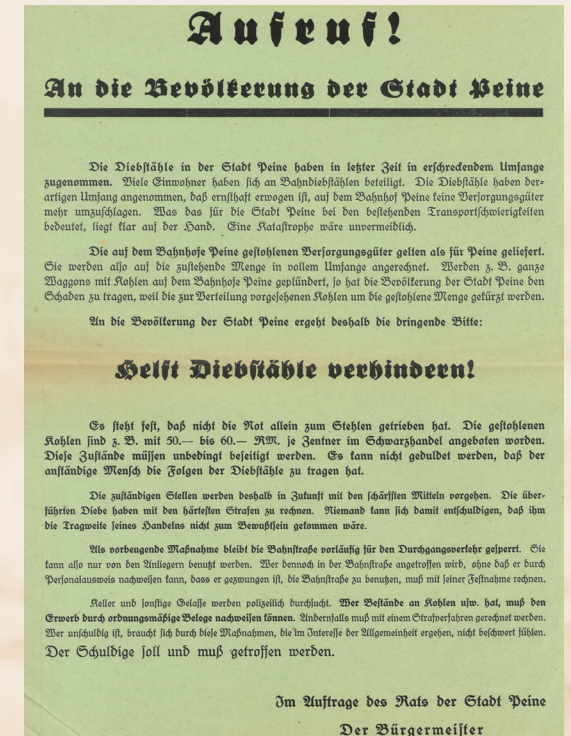 Aufruf!
An die Bevölkerung der Stadt Peine
Die Diebstähle in der Stadt Peine haben in letzter Zeit in erschreckendem Umfange
zugenommen. Viele Einwohner haben sich an Bahndiebstählen beteiligt. Die Diebstähle haben der-
artigen Umfang angenommen, daß ernsthaft erwogen ist, auf dem Bahnhof Peine keine Versorgungsgüter
mehr umzuschlagen. Was das für die Stadt Peine bei den bestehenden Transportschwierigkeiten
bedeutet, liegt klar auf der Hand. Eine Katastrophe wäre unvermeidlich.
Die auf dem Bahnhofe Peine gestohlenen Versorgungsgüter gelten als für Peine geliefert.
Sie werden also auf die zustehende Menge in vollem Umfange angerechnet. Werden z. B. ganze
Waggons mit Kohlen auf dem Bahnhofe Peine geplündert, so hat die Bevölkerung der Stadt Peine den
Schaden zu tragen, weil die zur Verteilung vorgesehenen Kohlen um die gestohlene Menge gekürzt werden.
An die Bevölkerung der Stadt Peine ergeht deshalb die dringende Bitte:
Helft Diebstähle verhindern!
Es steht fest, daß nicht die Not allein zum Stehlen getrieben hat. Die gestohlenen
Kohlen sind z. B. mit 50.— bis 60.— RM. je Zentner im Schwarzhandel angeboten worden.
Diese Zustände müssen unbedingt beseitigt werden. Es kann nicht geduldet werden, daß der
anständige Mensch die Folgen der Diebstähle zu tragen hat.
Die zuständigen Stellen werden deshalb in Zukunft mit den schärfsten Mitteln vorgehen. Die über-
führten Diebe haben mit den härtesten Strafen zu rechnen. Niemand kann sich damit entschuldigen, daß ihm
die Tragweite seines Handelns nicht zum Bewußtsein gekommen wäre.
Als vorbeugende Maßnahme bleibt die Bahnstraße vorläufig für den Durchgangsverkehr gesperrt. Sie
kann also nur von den Anliegern benutzt werden. Wer dennoch in der Bahnstraße angetroffen wird, ohne daß er durch
Personalausweis nachweisen kann, dass er gezwungen ist, die Bahnstraße zu benutzen, muß mit seiner Festnahme rechnen.
Keller und sonstige Gelasse werden polizeilich durchsucht. Wer Bestände an Kohlen usw. hat, muß den
Erwerb durch ordnungsmäßige Belege nachweisen können. Andernfalls muß mit einem Strafverfahren gerechnet werden.
Wer unschuldig ist, braucht sich durch diese Maßnahmen, die im Interesse der Allgemeinheit ergehen, nicht beschwert fühlen.
Der Schuldige soll und muß getroffen werden.
Im Auftrage des Rats der Stadt Peine
Der Bürgermeister